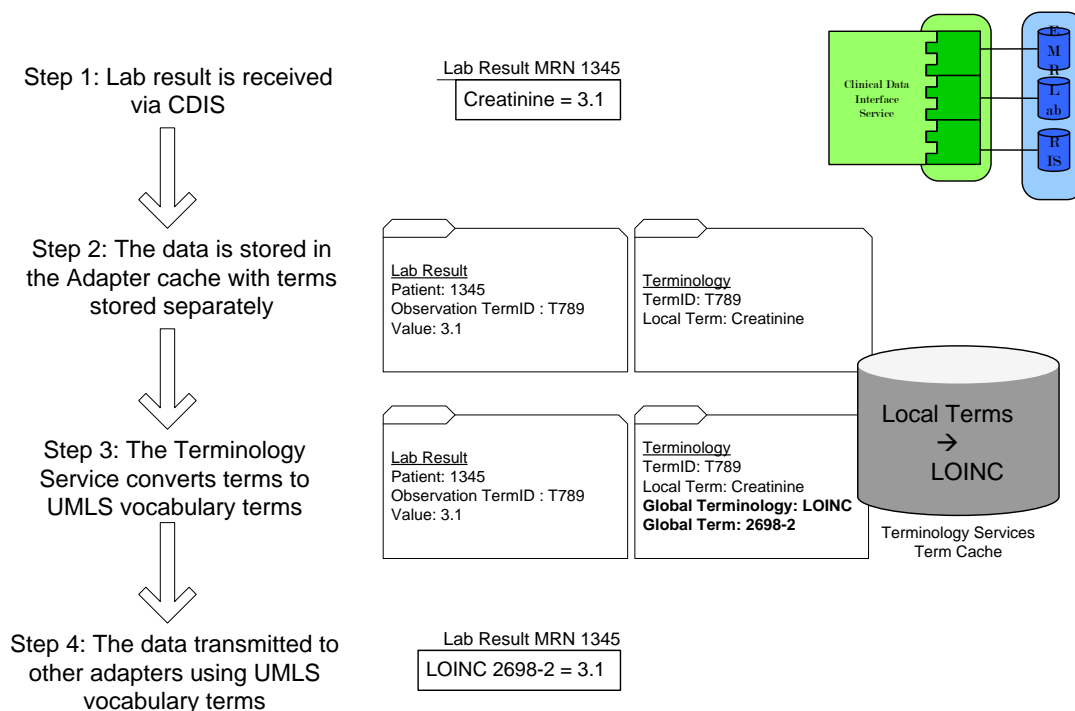 Step 1: Lab result is received
via CDIS
Lab Result MRN 1345
Creatinine = 3.1
Clinical Data
Interface
Service
E
M
R
L
ab
R
IS
Step 2: The data is stored in
the Adapter cache with terms
stored separately
Lab Result
Patient: 1345
Observation TermID : T789
Value: 3.1
Terminology
TermID: T789
Local Term: Creatinine
Step 3: The Terminology
Service converts terms to
UMLS vocabulary terms
Lab Result
Patient: 1345
Observation TermID : T789
Value: 3.1
Terminology
TermID: T789
Local Term: Creatinine
Global Terminology: LOINC
Global Term: 2698-2
Local Terms
→
LOINC
Terminology Services
Term Cache
Step 4: The data transmitted to
other adapters using UMLS
vocabulary terms
Lab Result MRN 1345
LOINC 2698-2 = 3.1